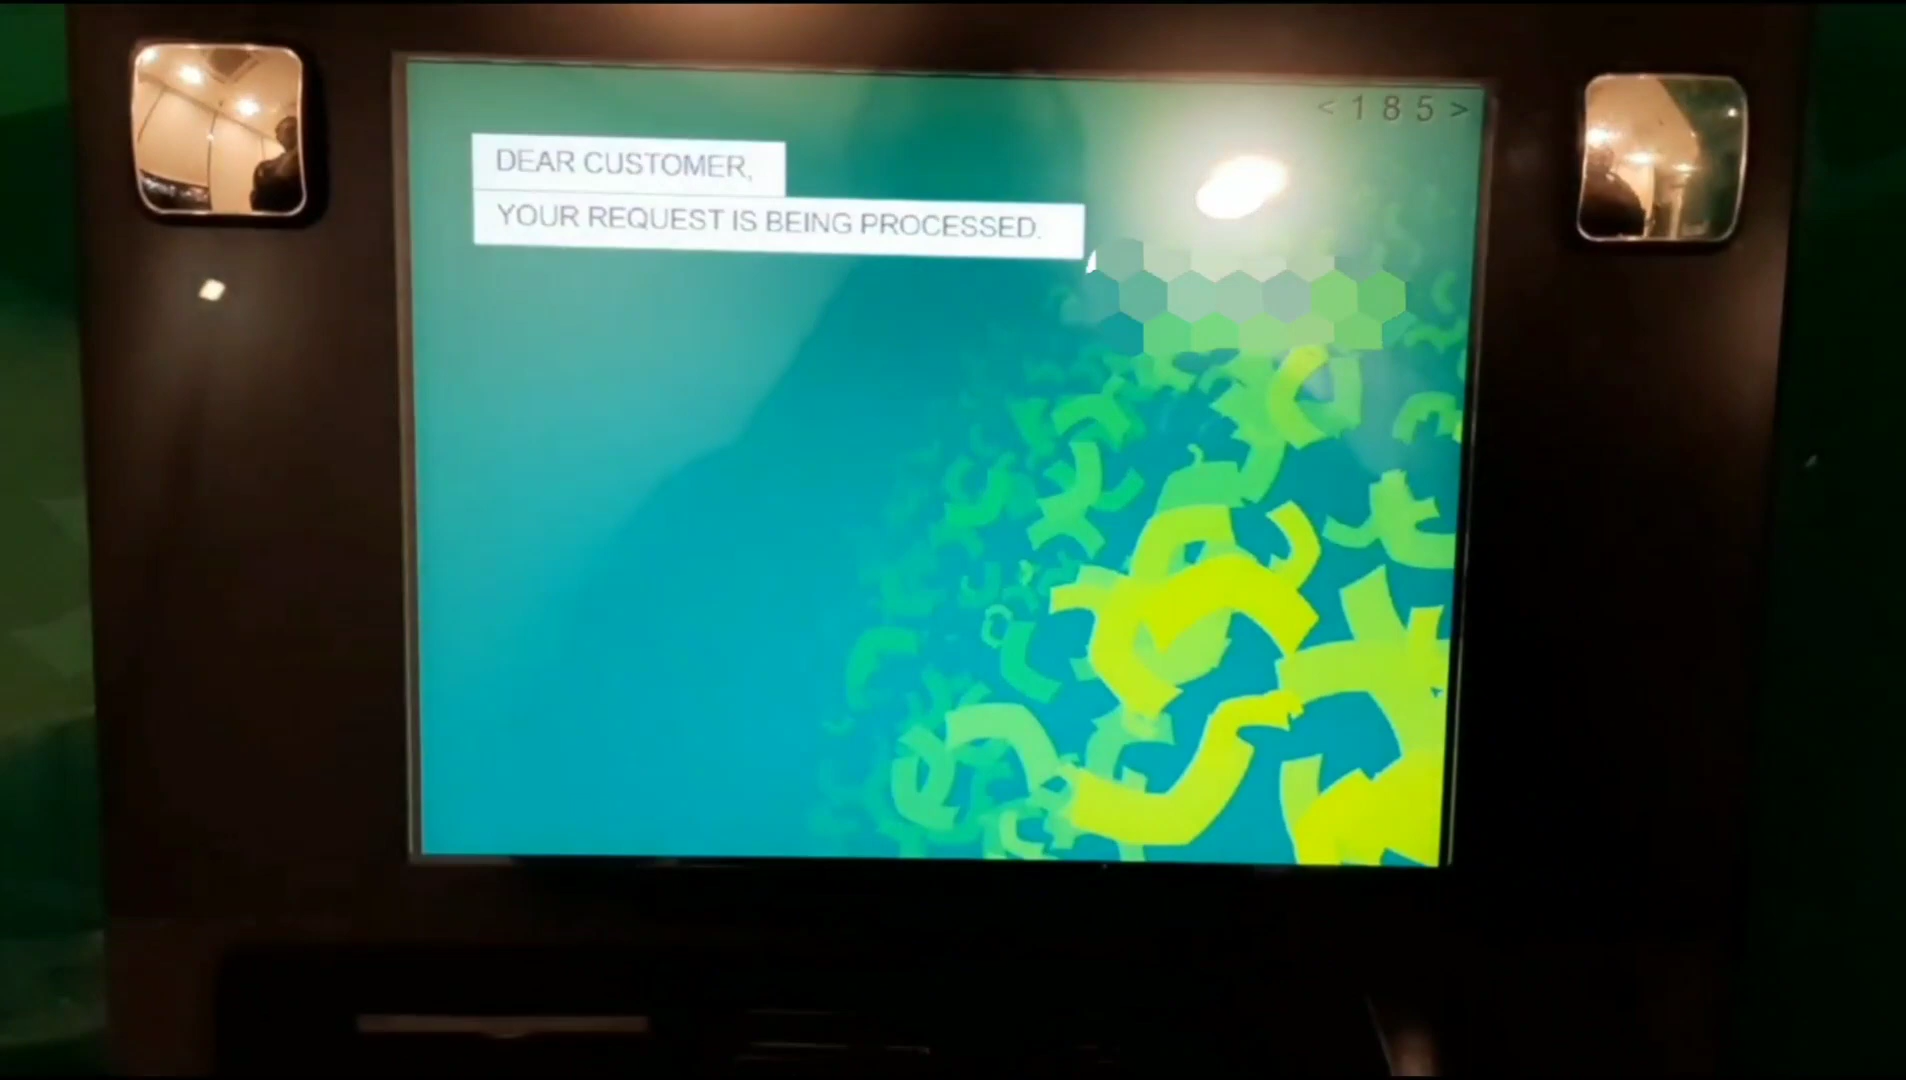 < 1 8 5 >
DEAR CUSTOMER,
YOUR REQUEST IS BEING PROCESSED.